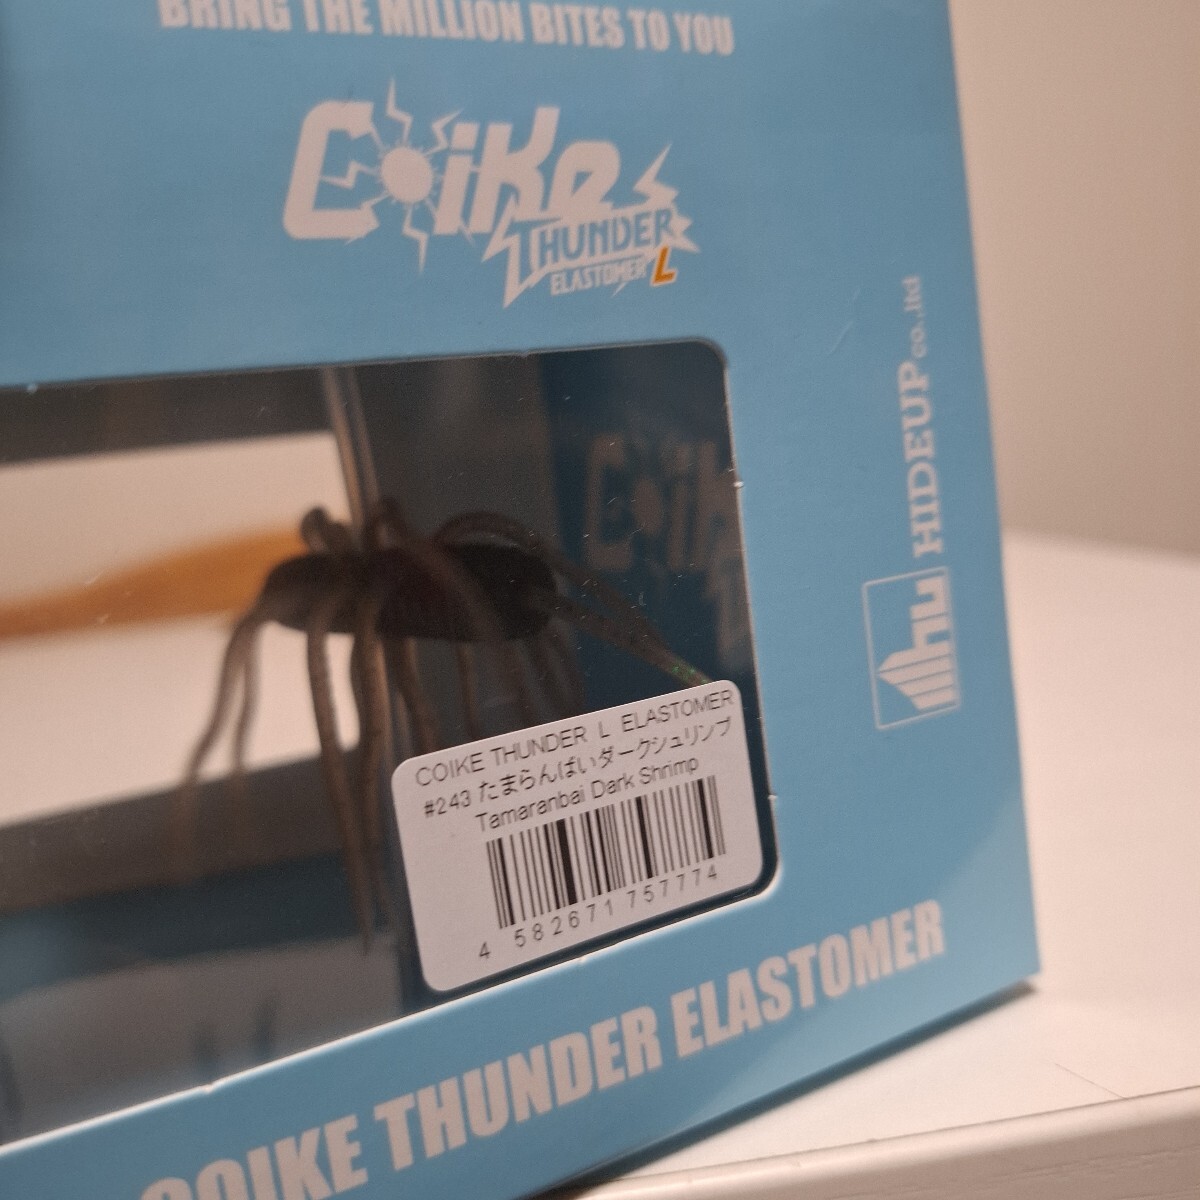 BRING THE MILLION BITES TO YOU
Coike
THUNDER
ELASTOMER L
HIDEUP co.,ltd
hu
COIKE THUNDER L ELASTOMER
#243 たまらんばいダークシュリンプ
Tamaranbai Dark Shrimp
4 582671 757774
COIKE THUNDER ELASTOMER